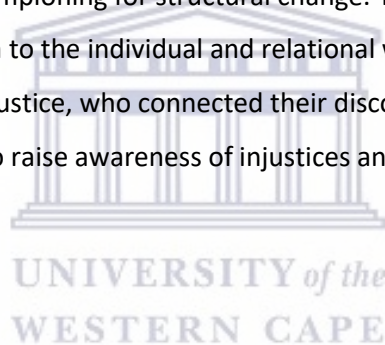 for structural change.
to the individual and relational
justice, who connected their
raise awareness of injustices
UNIVERSITY of the
WESTERN CAPE